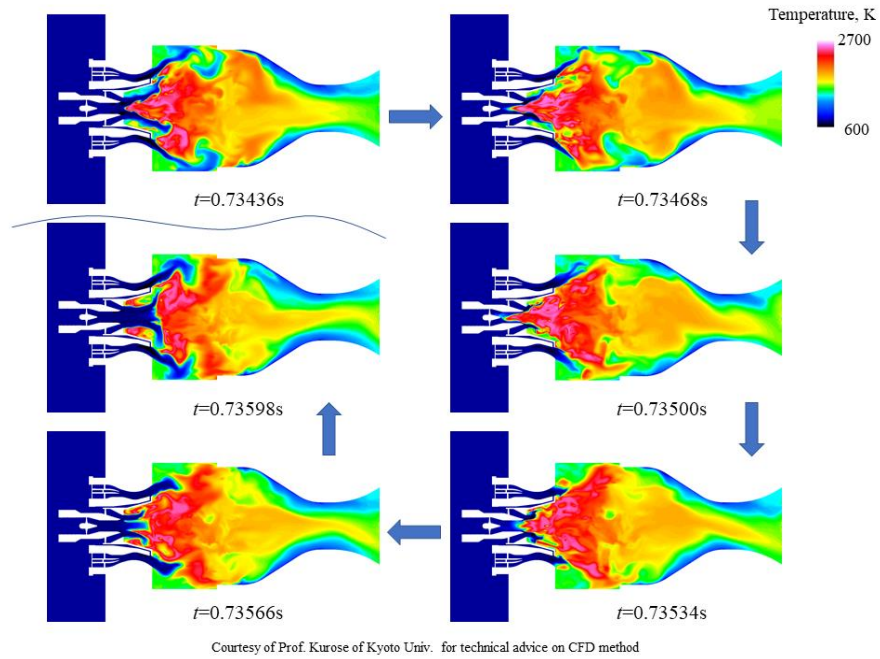 Temperature, K
2700
600
t=0.73436s
t=0.73468s
t=0.73598s
t=0.73500s
t=0.73566s
t=0.73534s
Courtesy of Prof. Kurose of Kyoto Univ. for technical advice on CFD method